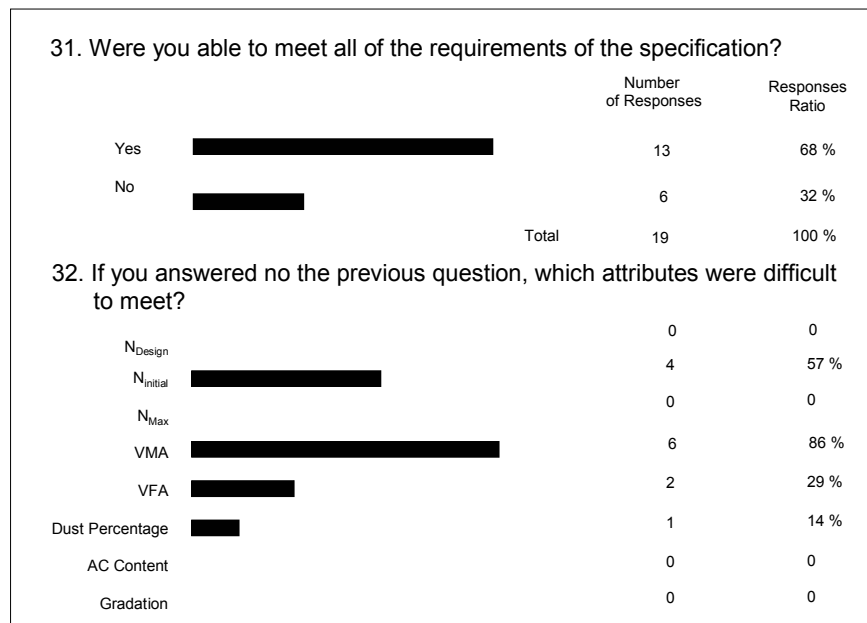 31. Were you able to meet all of the requirements of the specification?
Number of Responses
Responses Ratio
Yes 13 68 %
No 6 32 %
Total 19 100 %
32. If you answered no the previous question, which attributes were difficult
to meet?
NDesign 0 0
Ninitial 4 57 %
NMax 0 0
VMA 6 86 %
VFA 2 29 %
Dust Percentage 1 14 %
AC Content 0 0
Gradation 0 0